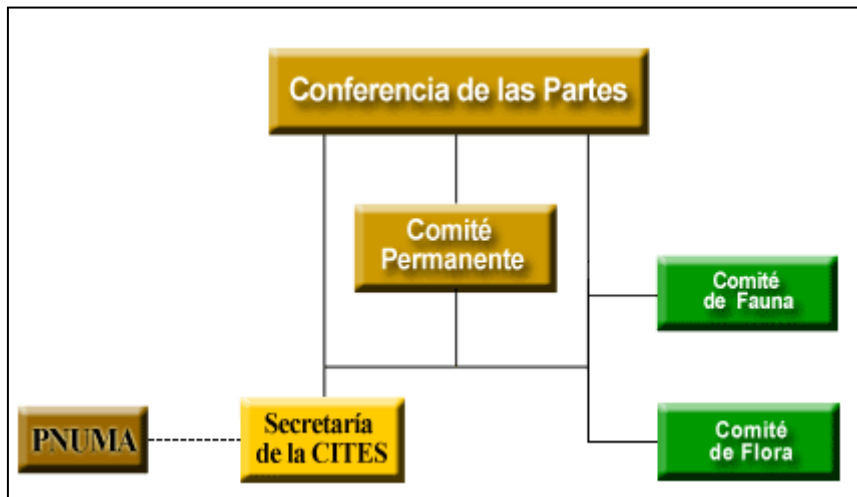 Conferencia de las Partes
Comité
Permanente
Comité
de Fauna
PNUMA
Secretaría
de la CITES
Comité
de Flora